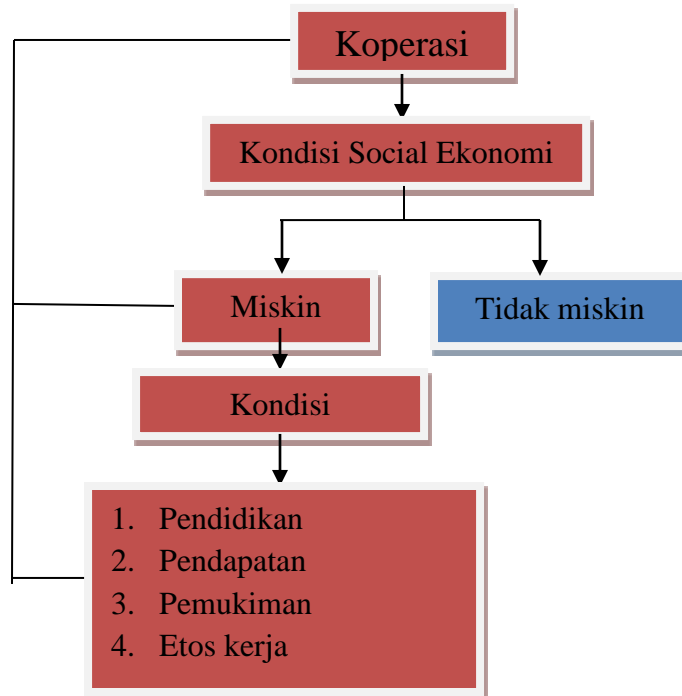 Koperasi
Kondisi Social Ekonomi
Miskin
Tidak miskin
Kondisi
1. Pendidikan
2. Pendapatan
3. Pemukiman
4. Etos kerja